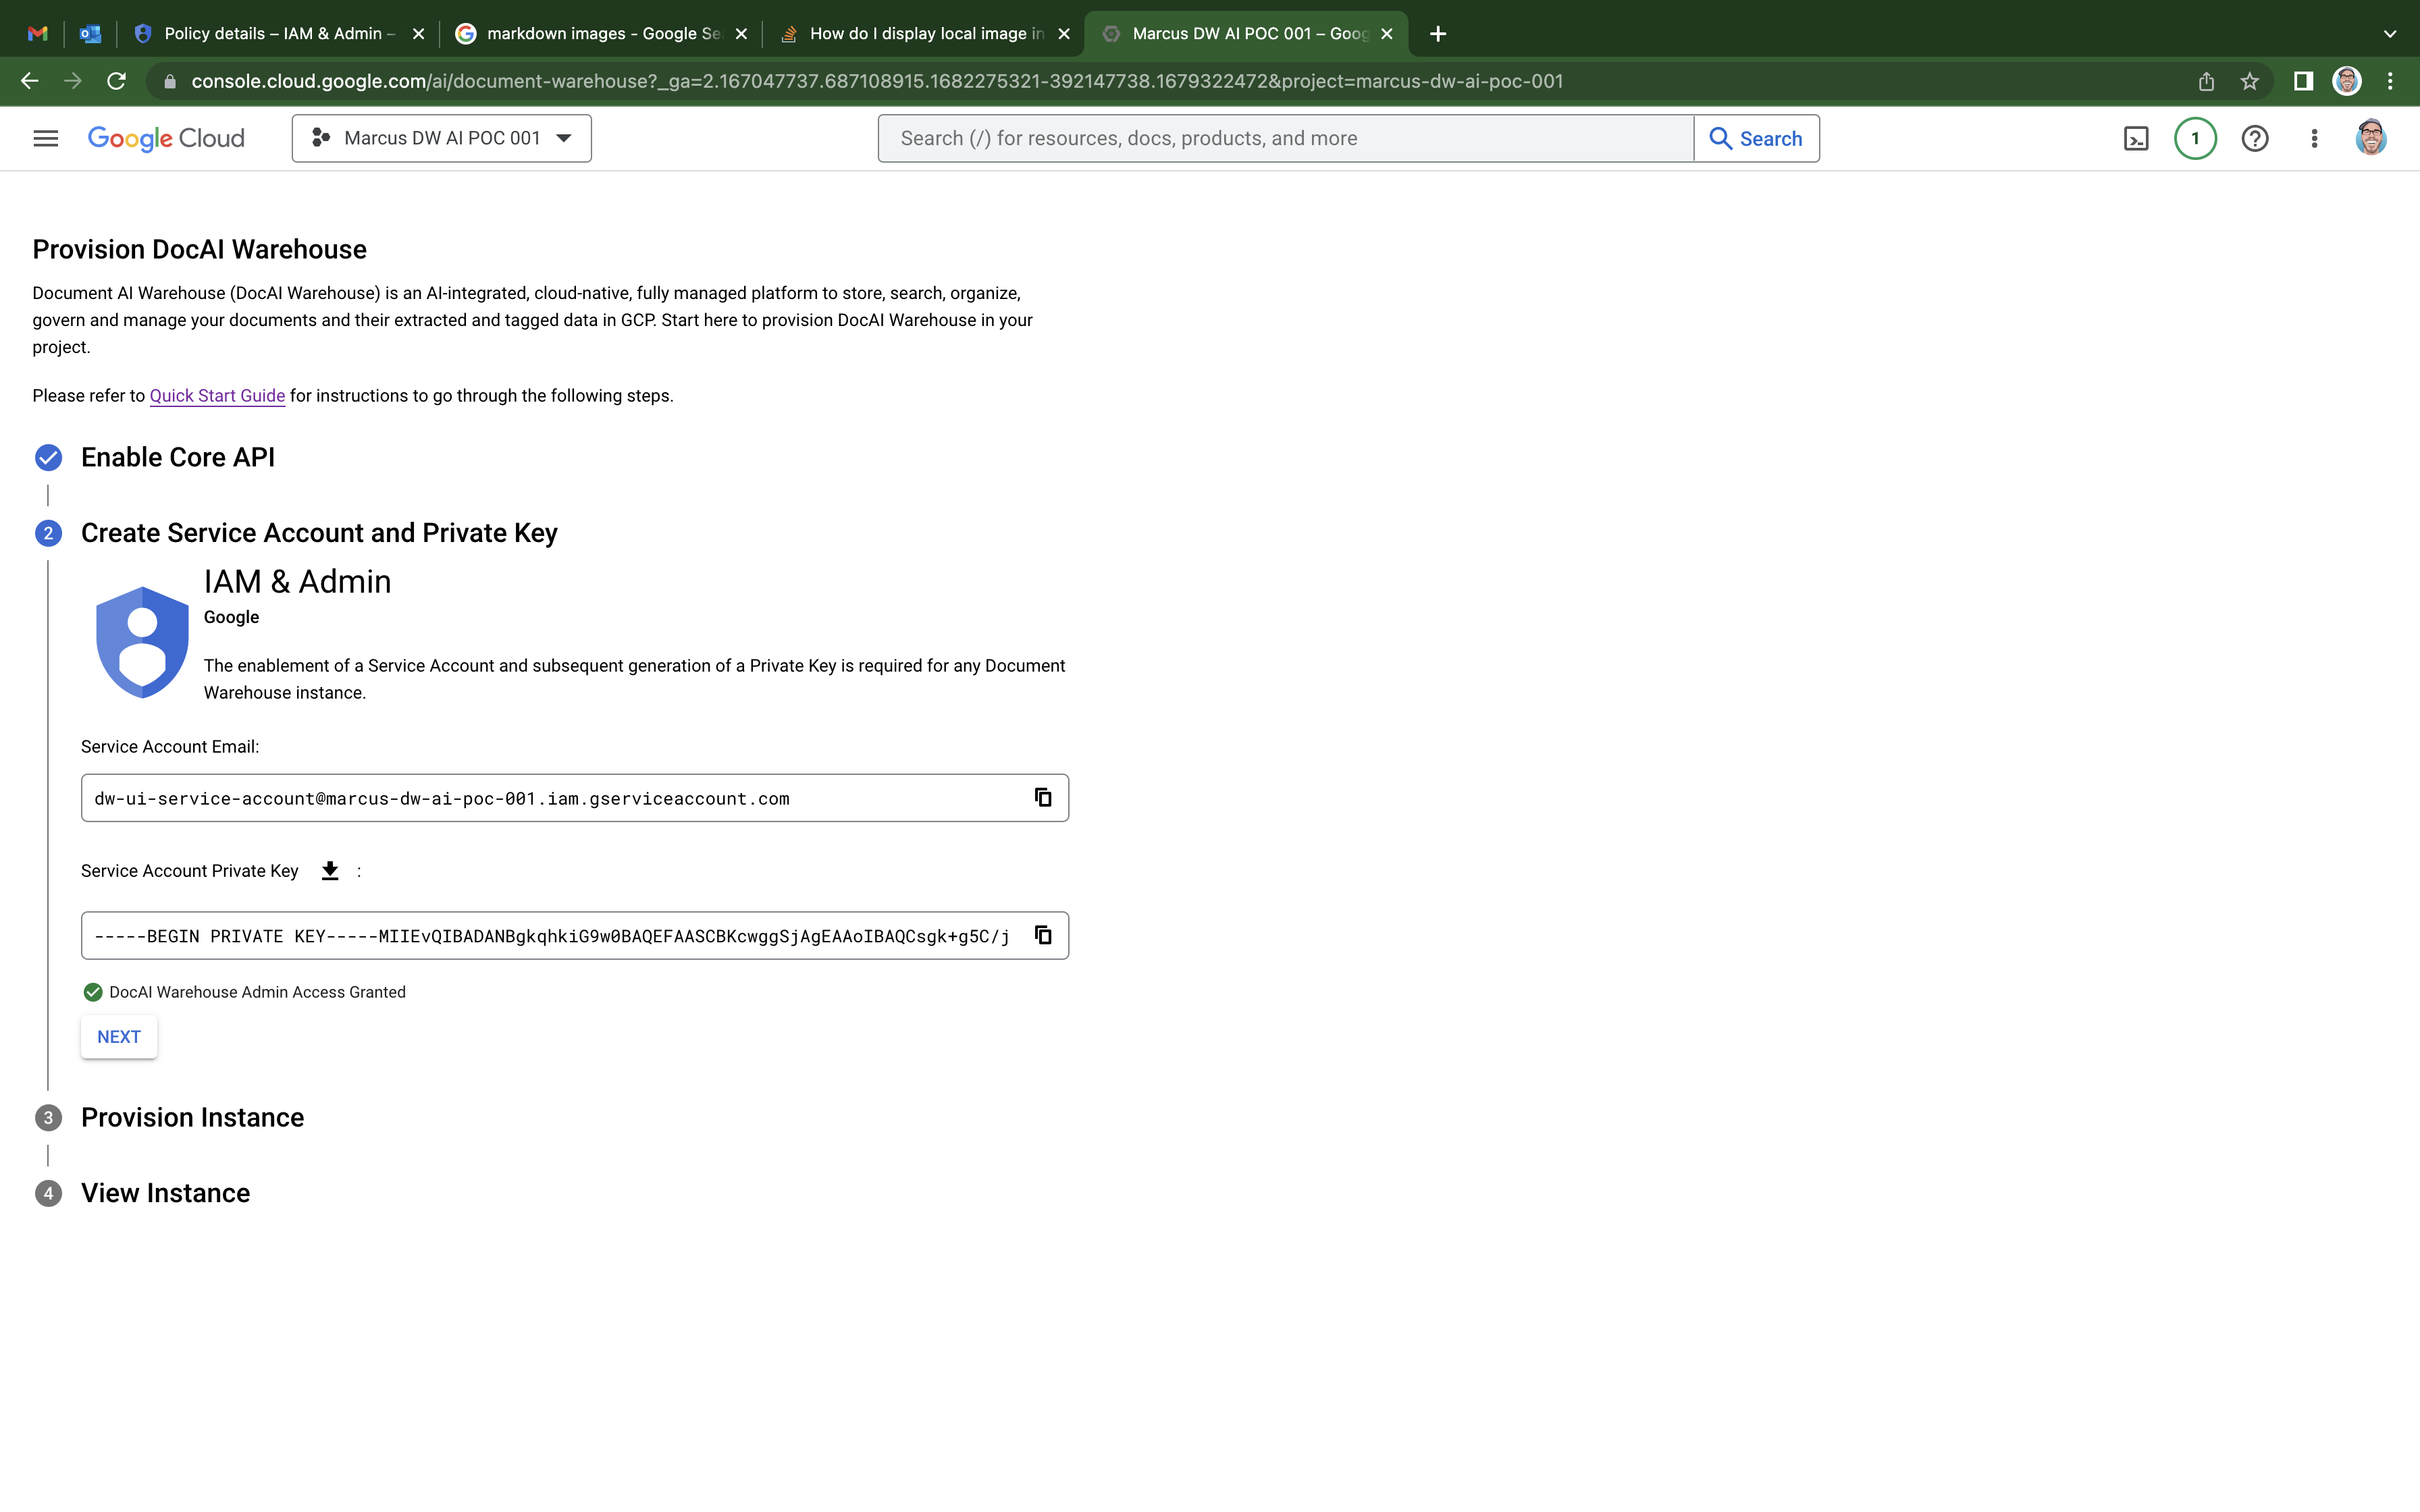 Policy details – IAM & Admin –
markdown images - Google Se
How do I display local image in
Marcus DW AI POC 001 – Goog
console.cloud.google.com/ai/document-warehouse?_ga=2.167047737.687108915.1682275321-392147738.1679322472&project=marcus-dw-ai-poc-001
Google Cloud
Marcus DW AI POC 001
Search (/) for resources, docs, products, and more
Search
1
Provision DocAI Warehouse
Document AI Warehouse (DocAI Warehouse) is an AI-integrated, cloud-native, fully managed platform to store, search, organize,
govern and manage your documents and their extracted and tagged data in GCP. Start here to provision DocAI Warehouse in your
project.
Please refer to Quick Start Guide for instructions to go through the following steps.
Enable Core API
2 Create Service Account and Private Key
IAM & Admin
Google
The enablement of a Service Account and subsequent generation of a Private Key is required for any Document
Warehouse instance.
Service Account Email:
dw-ui-service-account@marcus-dw-ai-poc-001.iam.gserviceaccount.com
Service Account Private Key :
-----BEGIN PRIVATE KEY-----MIIEvQIBADANBgkqhkiG9w0BAQEFAASCBKcwggSjAgEAAoIBAQCsgk+g5C/j
DocAI Warehouse Admin Access Granted
NEXT
3 Provision Instance
4 View Instance